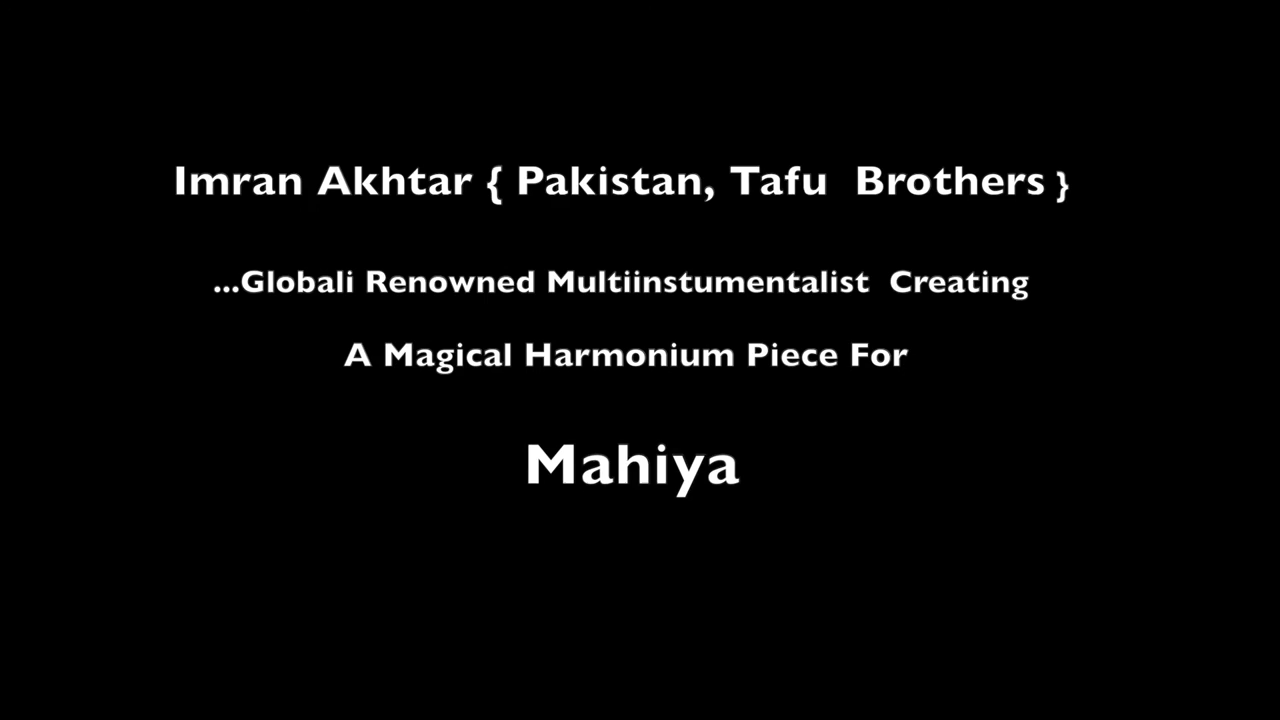 Imran Akhtar { Pakistan, Tafu Brothers }
...Globali Renowned Multiinstumentalist Creating
A Magical Harmonium Piece For
Mahiya